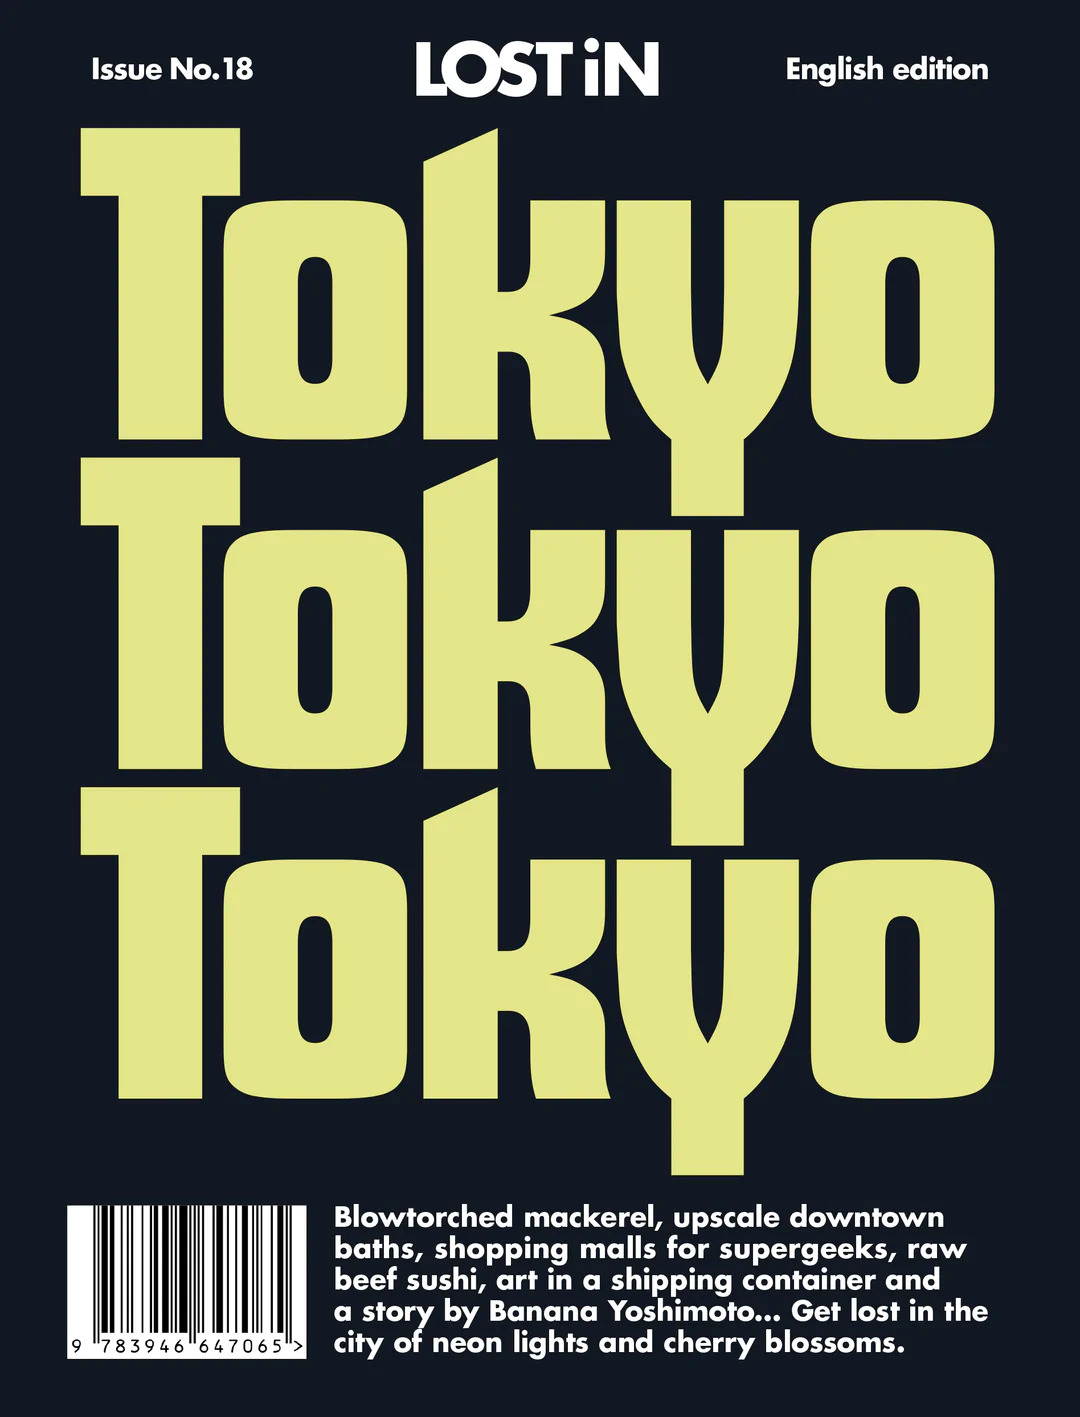 Issue No.18
LOST iN
English edition
Tokyo
Tokyo
Tokyo
Blowtorched mackerel, upscale downtown
baths, shopping malls for supergeeks, raw
beef sushi, art in a shipping container and
a story by Banana Yoshimoto... Get lost in the
city of neon lights and cherry blossoms.
9 783946 647065 >